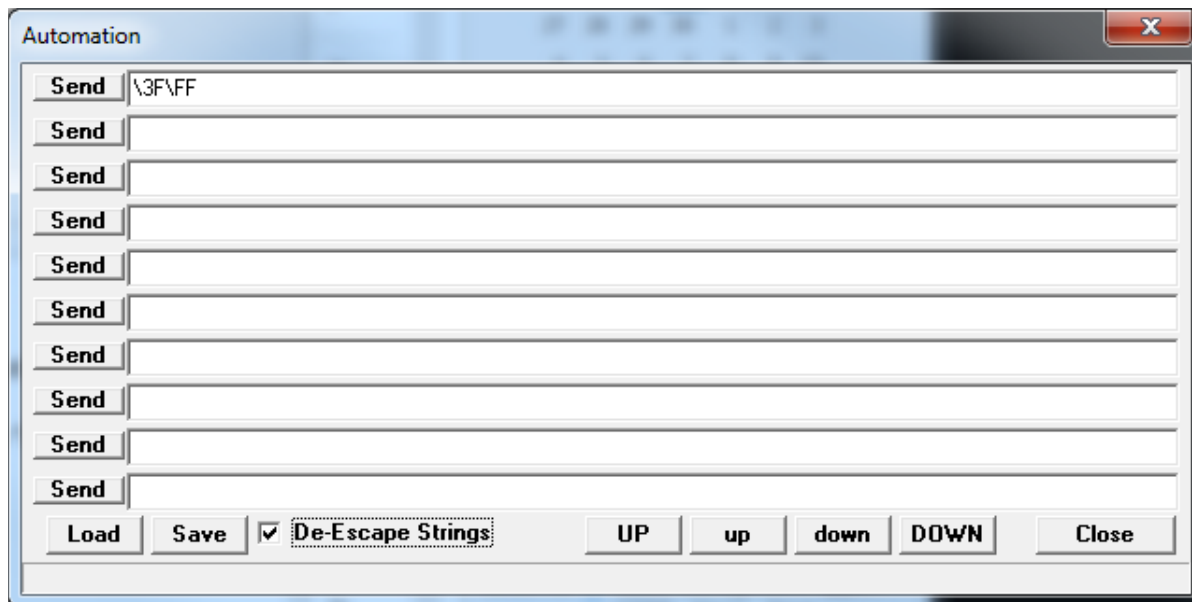 Automation
Send \3F\FF
Send
Send
Send
Send
Send
Send
Send
Send
Send
Load Save De-Escape Strings UP up down DOWN Close